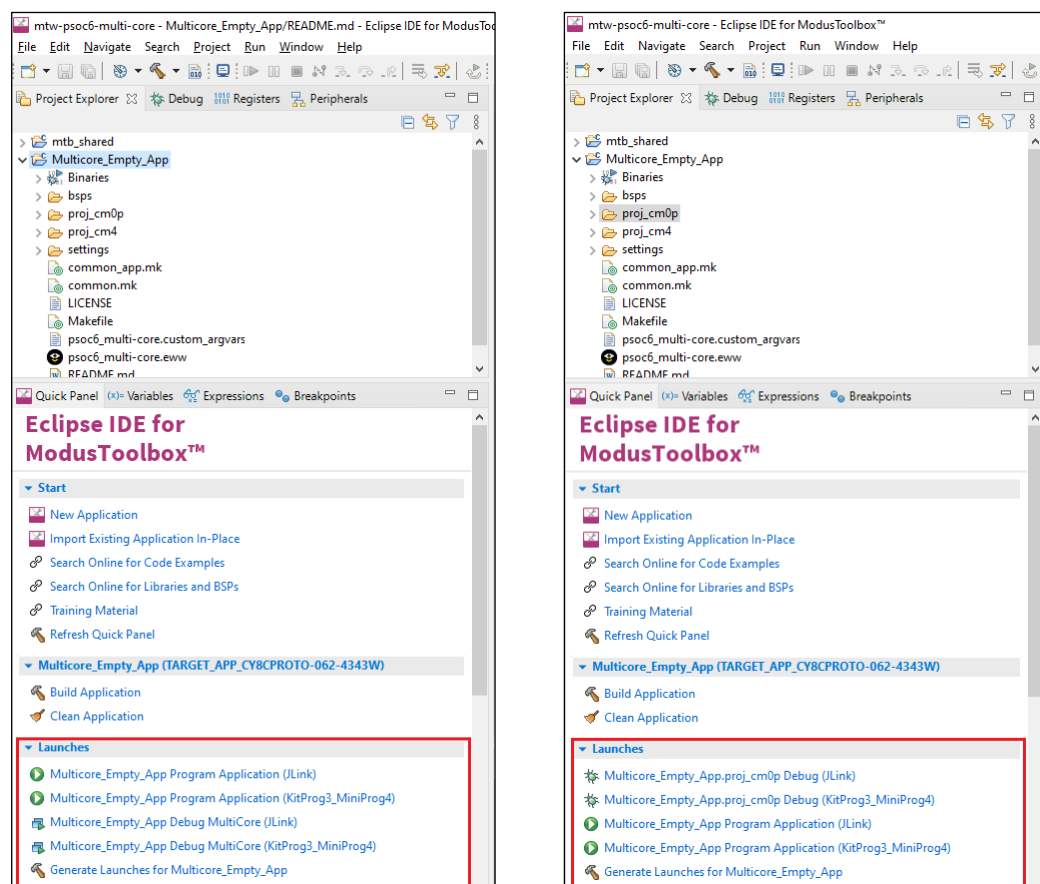 mtw-psoc6-multi-core - Multicore_Empty_App/README.md - Eclipse IDE for ModusToo
File Edit Navigate Search Project Run Window Help
Project Explorer Debug Registers Peripherals
mtb_shared
Multicore_Empty_App
Binaries
bsps
proj_cm0p
proj_cm4
settings
common_app.mk
common.mk
LICENSE
Makefile
psoc6_multi-core.custom_argvars
psoc6_multi-core.eww
README.md
Quick Panel (x)= Variables Expressions Breakpoints
Eclipse IDE for
ModusToolbox™
Start
New Application
Import Existing Application In-Place
Search Online for Code Examples
Search Online for Libraries and BSPs
Training Material
Refresh Quick Panel
Multicore_Empty_App (TARGET_APP_CY8CPROTO-062-4343W)
Build Application
Clean Application
Launches
Multicore_Empty_App Program Application (JLink)
Multicore_Empty_App Program Application (KitProg3_MiniProg4)
Multicore_Empty_App Debug MultiCore (JLink)
Multicore_Empty_App Debug MultiCore (KitProg3_MiniProg4)
Generate Launches for Multicore_Empty_App
mtw-psoc6-multi-core - Eclipse IDE for ModusToolbox™
File Edit Navigate Search Project Run Window Help
Project Explorer Debug Registers Peripherals
mtb_shared
Multicore_Empty_App
Binaries
bsps
proj_cm0p
proj_cm4
settings
common_app.mk
common.mk
LICENSE
Makefile
psoc6_multi-core.custom_argvars
psoc6_multi-core.eww
README.md
Quick Panel (x)= Variables Expressions Breakpoints
Eclipse IDE for
ModusToolbox™
Start
New Application
Import Existing Application In-Place
Search Online for Code Examples
Search Online for Libraries and BSPs
Training Material
Refresh Quick Panel
Multicore_Empty_App (TARGET_APP_CY8CPROTO-062-4343W)
Build Application
Clean Application
Launches
Multicore_Empty_App.proj_cm0p Debug (JLink)
Multicore_Empty_App.proj_cm0p Debug (KitProg3_MiniProg4)
Multicore_Empty_App Program Application (JLink)
Multicore_Empty_App Program Application (KitProg3_MiniProg4)
Generate Launches for Multicore_Empty_App